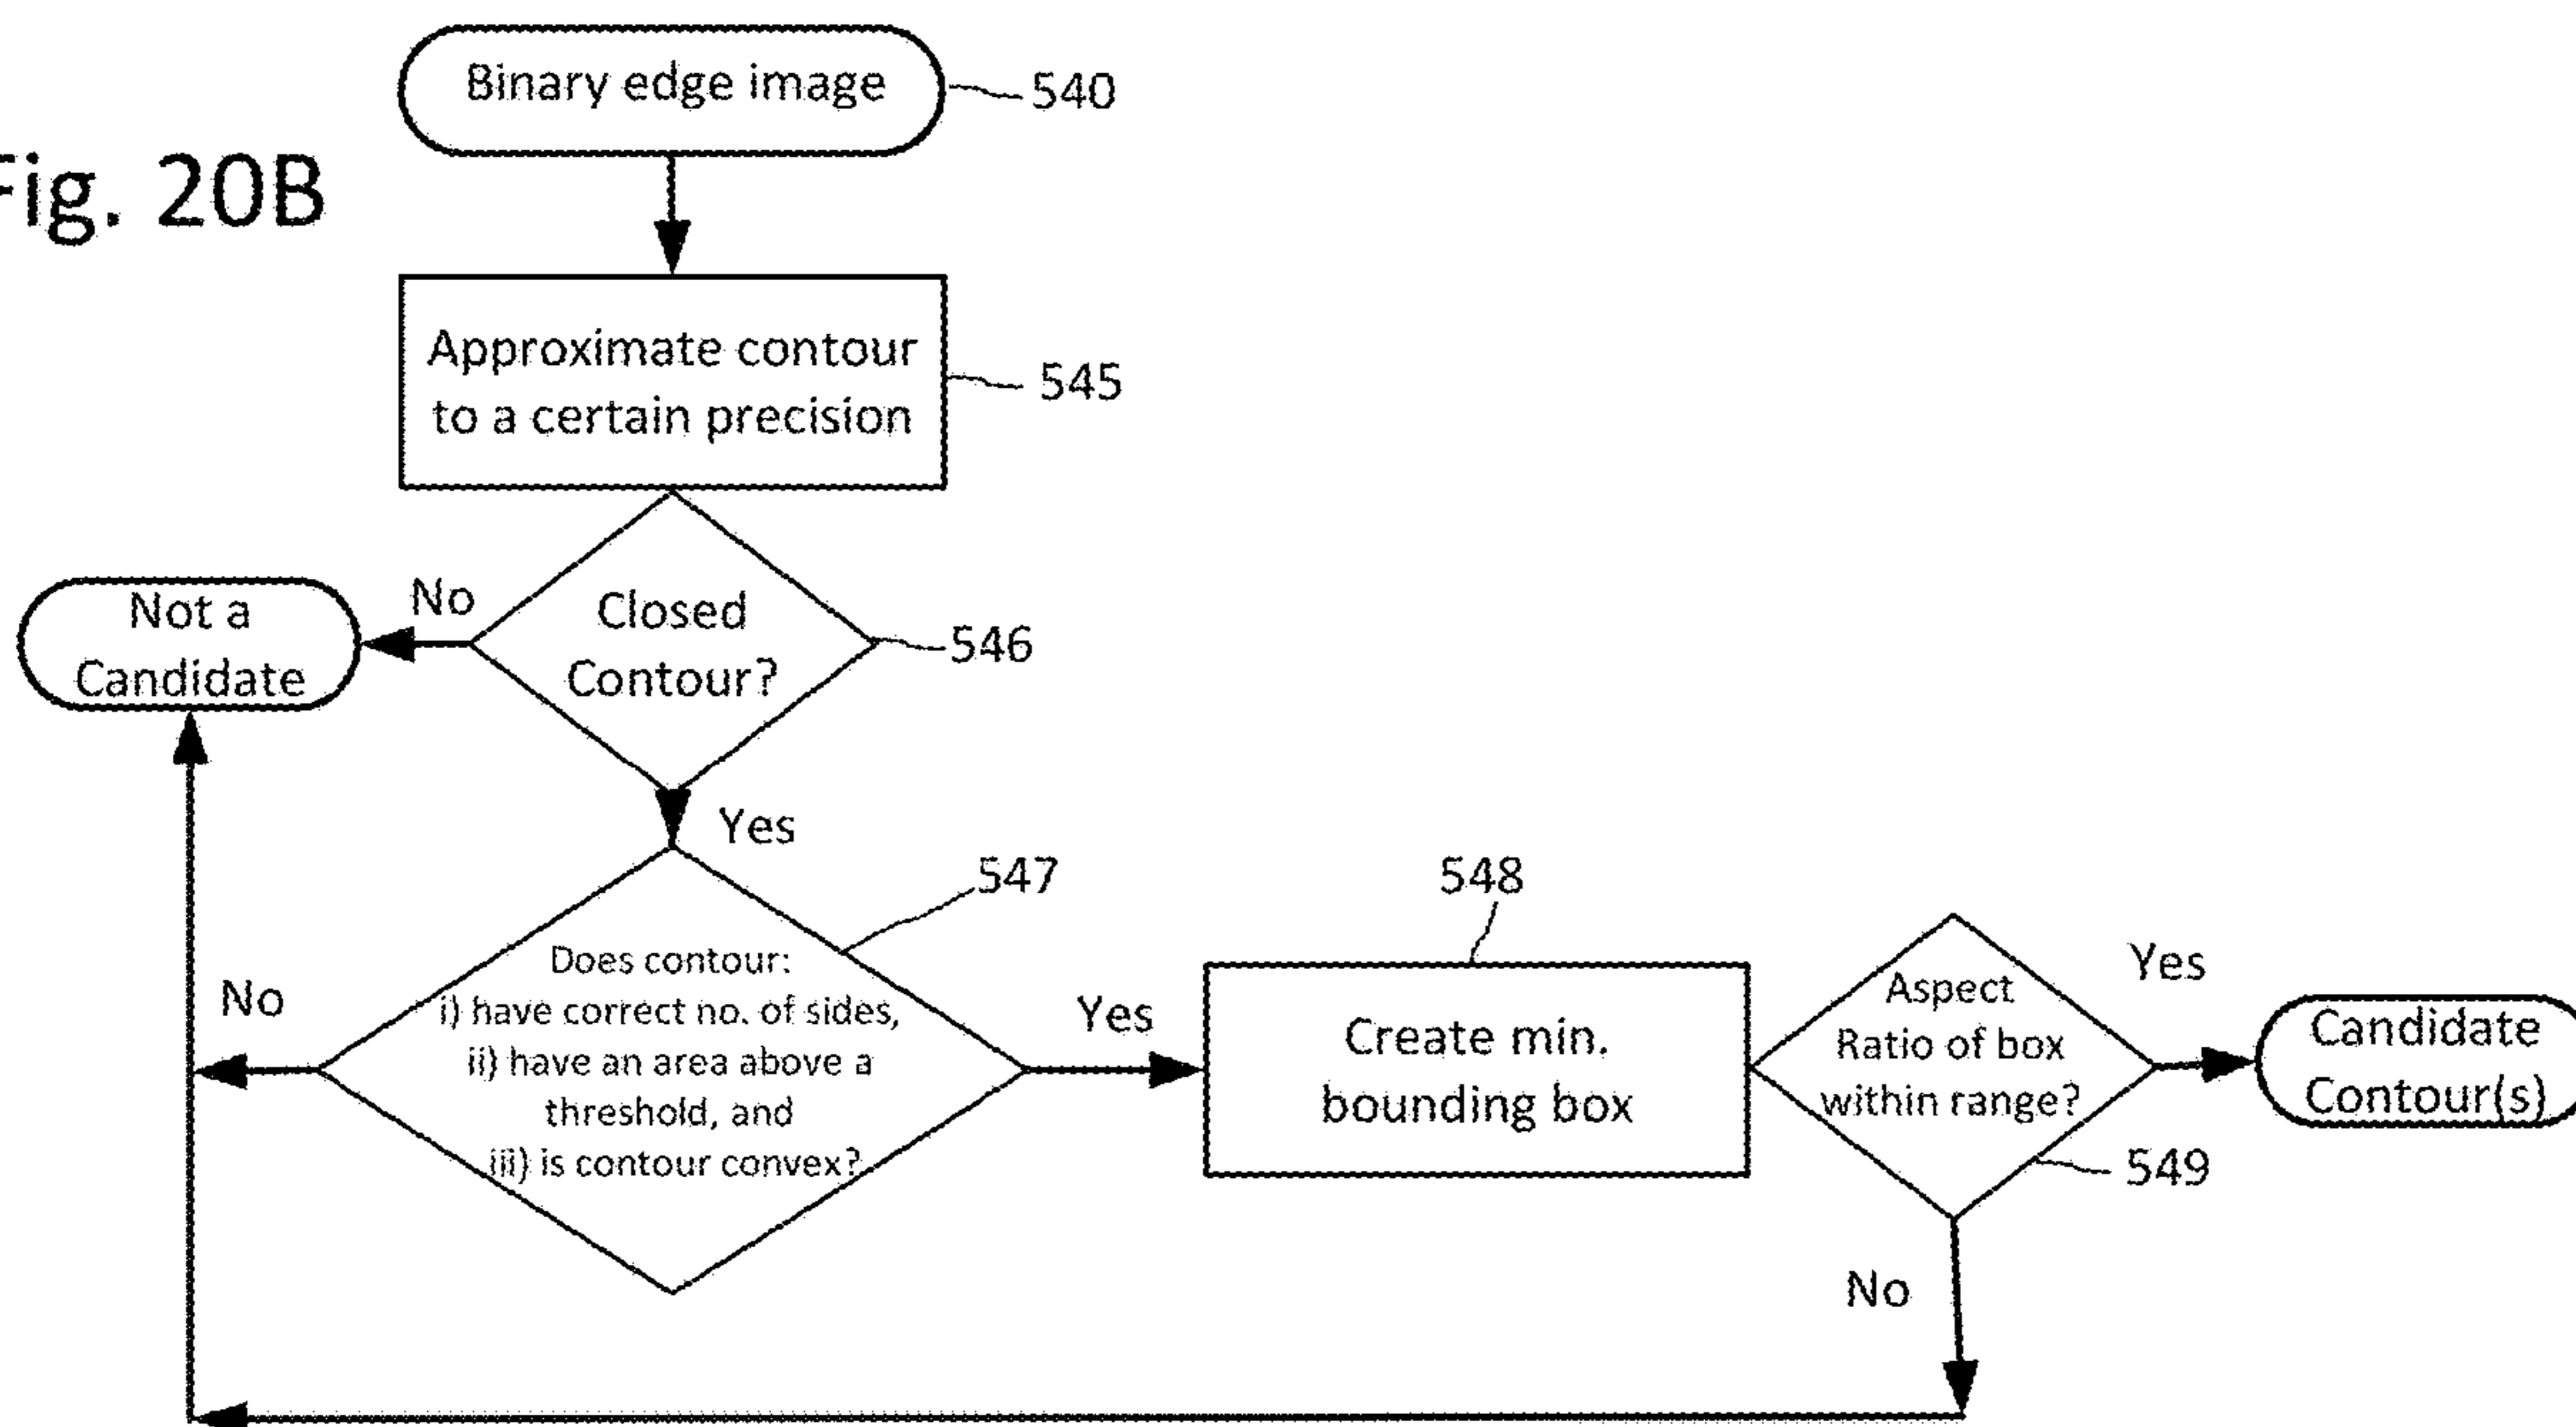 Binary edge image
540
Fig. 20B
Approximate contour
to a certain precision
545
No
Not a
Candidate
Closed
Contour?
546
Yes
547
548
No
Does contour:
i) have correct no. of sides,
ii) have an area above a
threshold, and
iii) is contour convex?
Yes
Create min.
bounding box
Aspect
Ratio of box
within range?
Yes
Candidate
Contour(s)
549
No